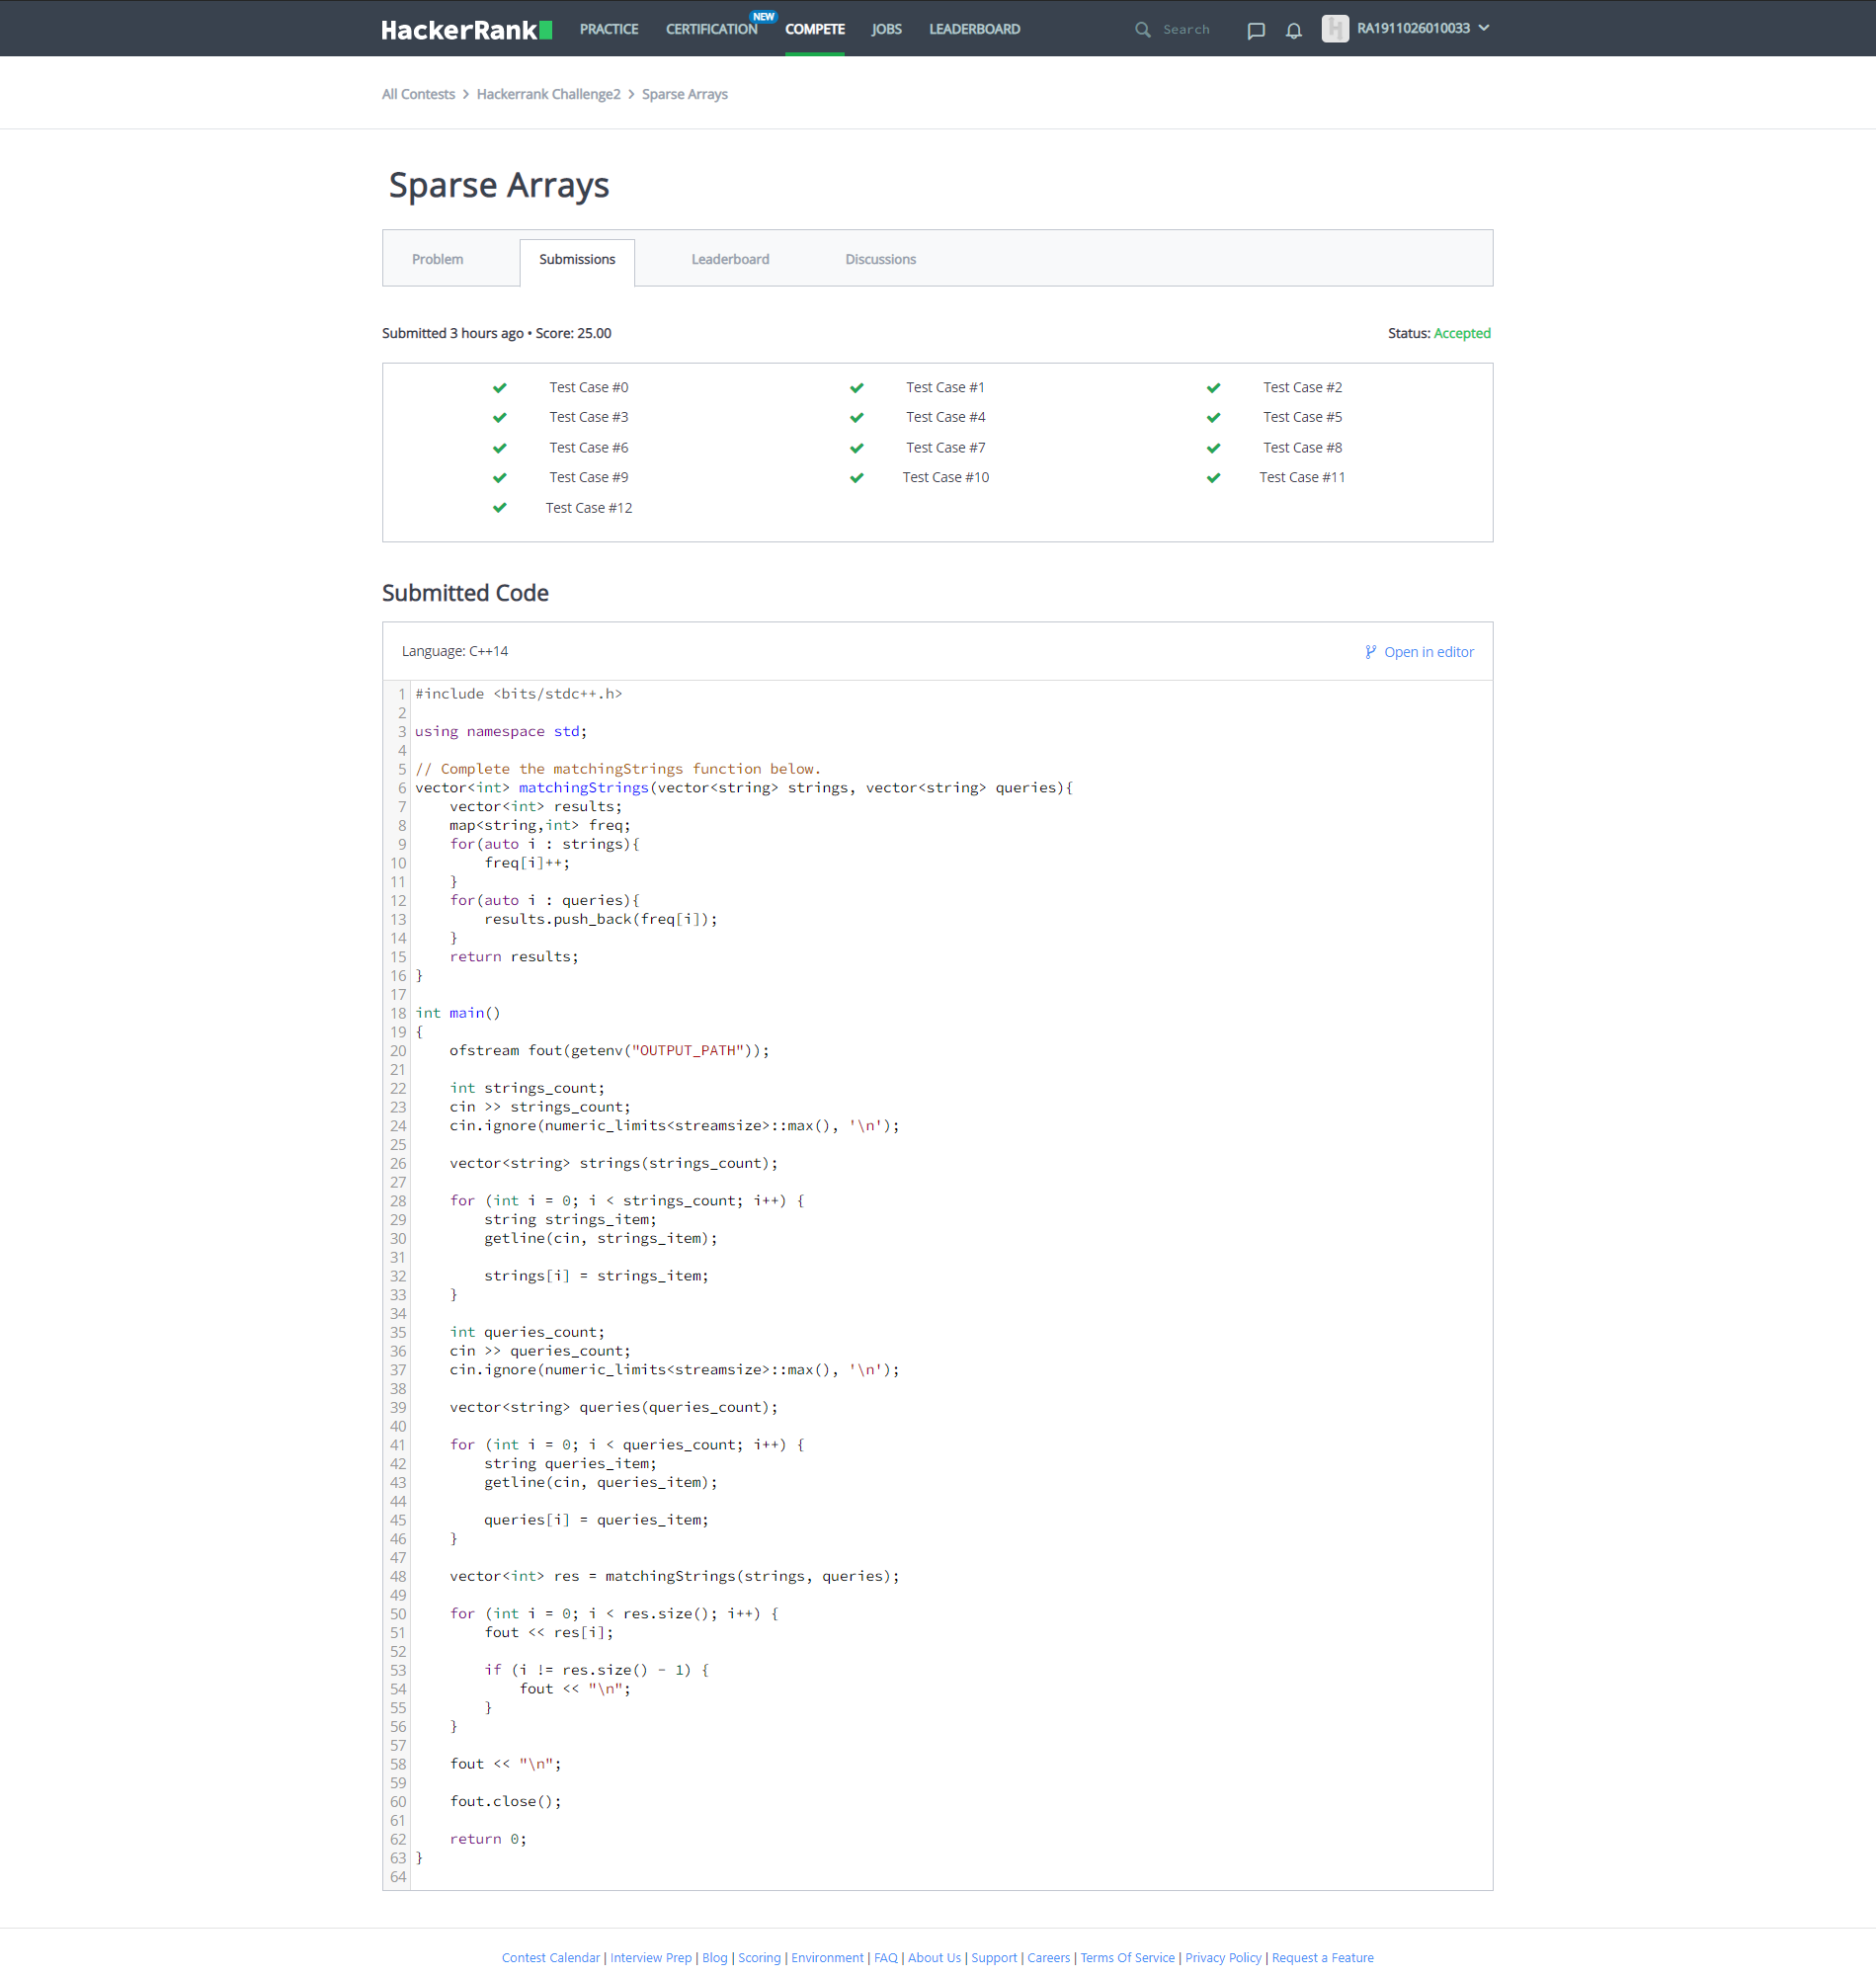 HackerRank PRACTICE CERTIFICATION NEW COMPETE JOBS LEADERBOARD Search RA1911026010033
All Contests > Hackerrank Challenge2 > Sparse Arrays
Sparse Arrays
Problem Submissions Leaderboard Discussions
Submitted 3 hours ago • Score: 25.00 Status: Accepted
Test Case #0 Test Case #1 Test Case #2
Test Case #3 Test Case #4 Test Case #5
Test Case #6 Test Case #7 Test Case #8
Test Case #9 Test Case #10 Test Case #11
Test Case #12
Submitted Code
Language: C++14 Open in editor
1 #include <bits/stdc++.h>
2
3 using namespace std;
4
5 // Complete the matchingStrings function below.
6 vector<int> matchingStrings(vector<string> strings, vector<string> queries){
7     vector<int> results;
8     map<string,int> freq;
9     for(auto i : strings){
10         freq[i]++;
11     }
12     for(auto i : queries){
13         results.push_back(freq[i]);
14     }
15     return results;
16 }
17
18 int main()
19 {
20     ofstream fout(getenv("OUTPUT_PATH"));
21
22     int strings_count;
23     cin >> strings_count;
24     cin.ignore(numeric_limits<streamsize>::max(), '\n');
25
26     vector<string> strings(strings_count);
27
28     for (int i = 0; i < strings_count; i++) {
29         string strings_item;
30         getline(cin, strings_item);
31
32         strings[i] = strings_item;
33     }
34
35     int queries_count;
36     cin >> queries_count;
37     cin.ignore(numeric_limits<streamsize>::max(), '\n');
38
39     vector<string> queries(queries_count);
40
41     for (int i = 0; i < queries_count; i++) {
42         string queries_item;
43         getline(cin, queries_item);
44
45         queries[i] = queries_item;
46     }
47
48     vector<int> res = matchingStrings(strings, queries);
49
50     for (int i = 0; i < res.size(); i++) {
51         fout << res[i];
52
53         if (i != res.size() - 1) {
54             fout << "\n";
55         }
56     }
57
58     fout << "\n";
59
60     fout.close();
61
62     return 0;
63 }
64
Contest Calendar | Interview Prep | Blog | Scoring | Environment | FAQ | About Us | Support | Careers | Terms Of Service | Privacy Policy | Request a Feature